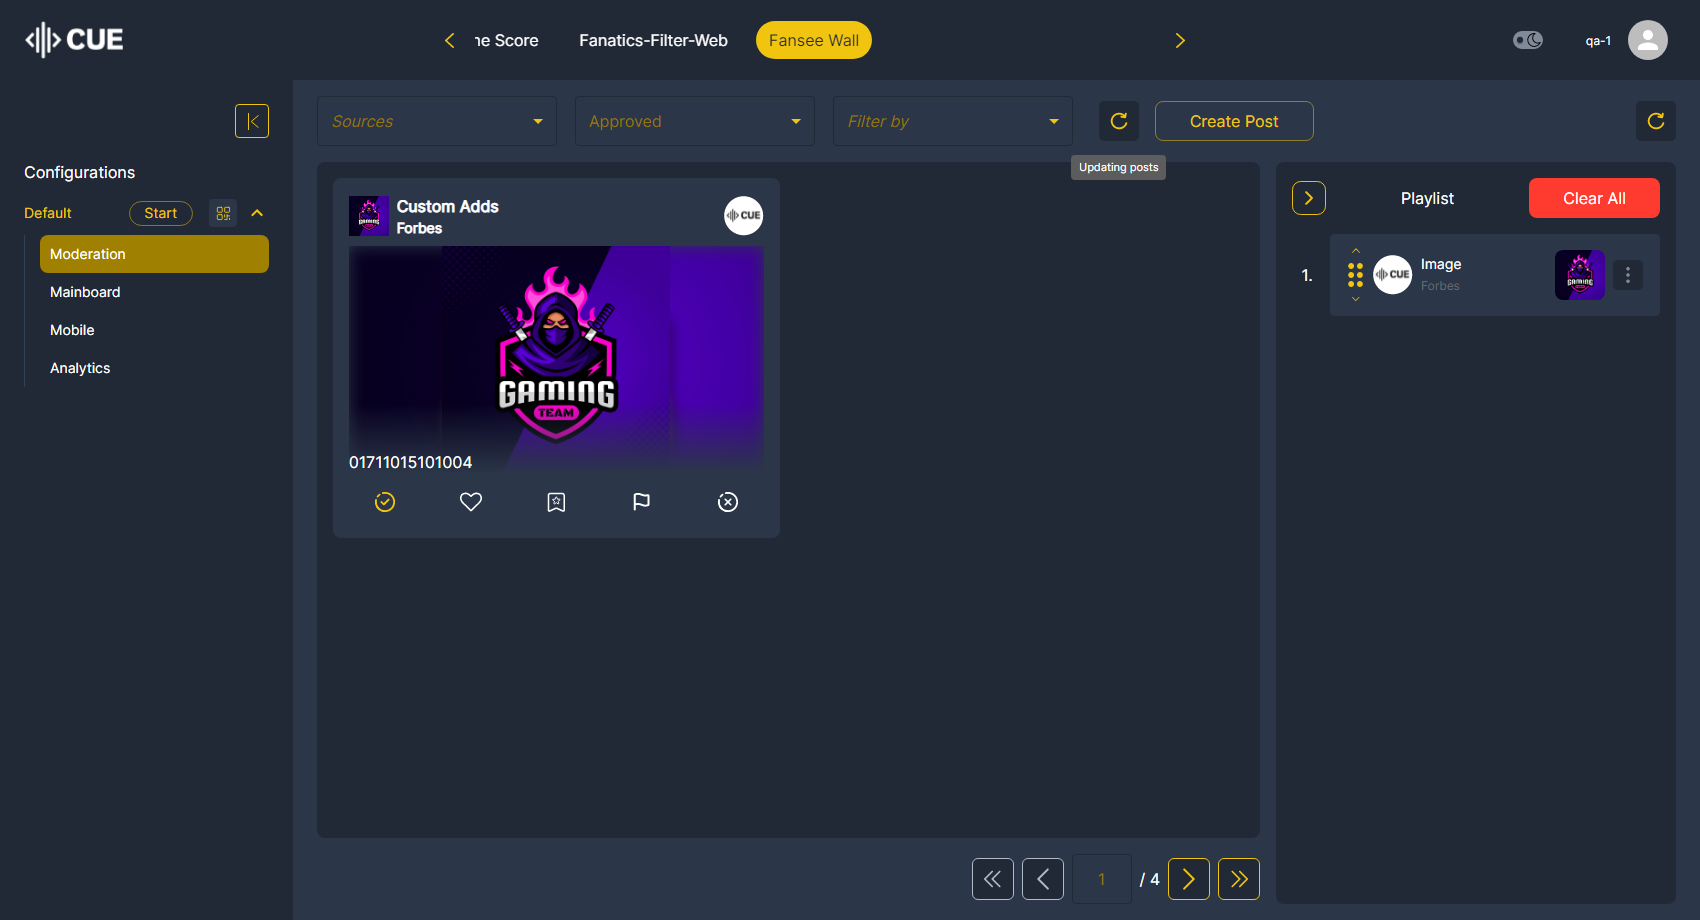 CUE
ne Score
Fanatics-Filter-Web
Fansee Wall
qa-1
Sources
Approved
Filter by
Create Post
Updating posts
Configurations
Default
Start
Moderation
Mainboard
Mobile
Analytics
Custom Adds
Forbes
CUE
GAMING
TEAM
01711015101004
Playlist
Clear All
1.
CUE
Image
Forbes
GAMING
1
/ 4